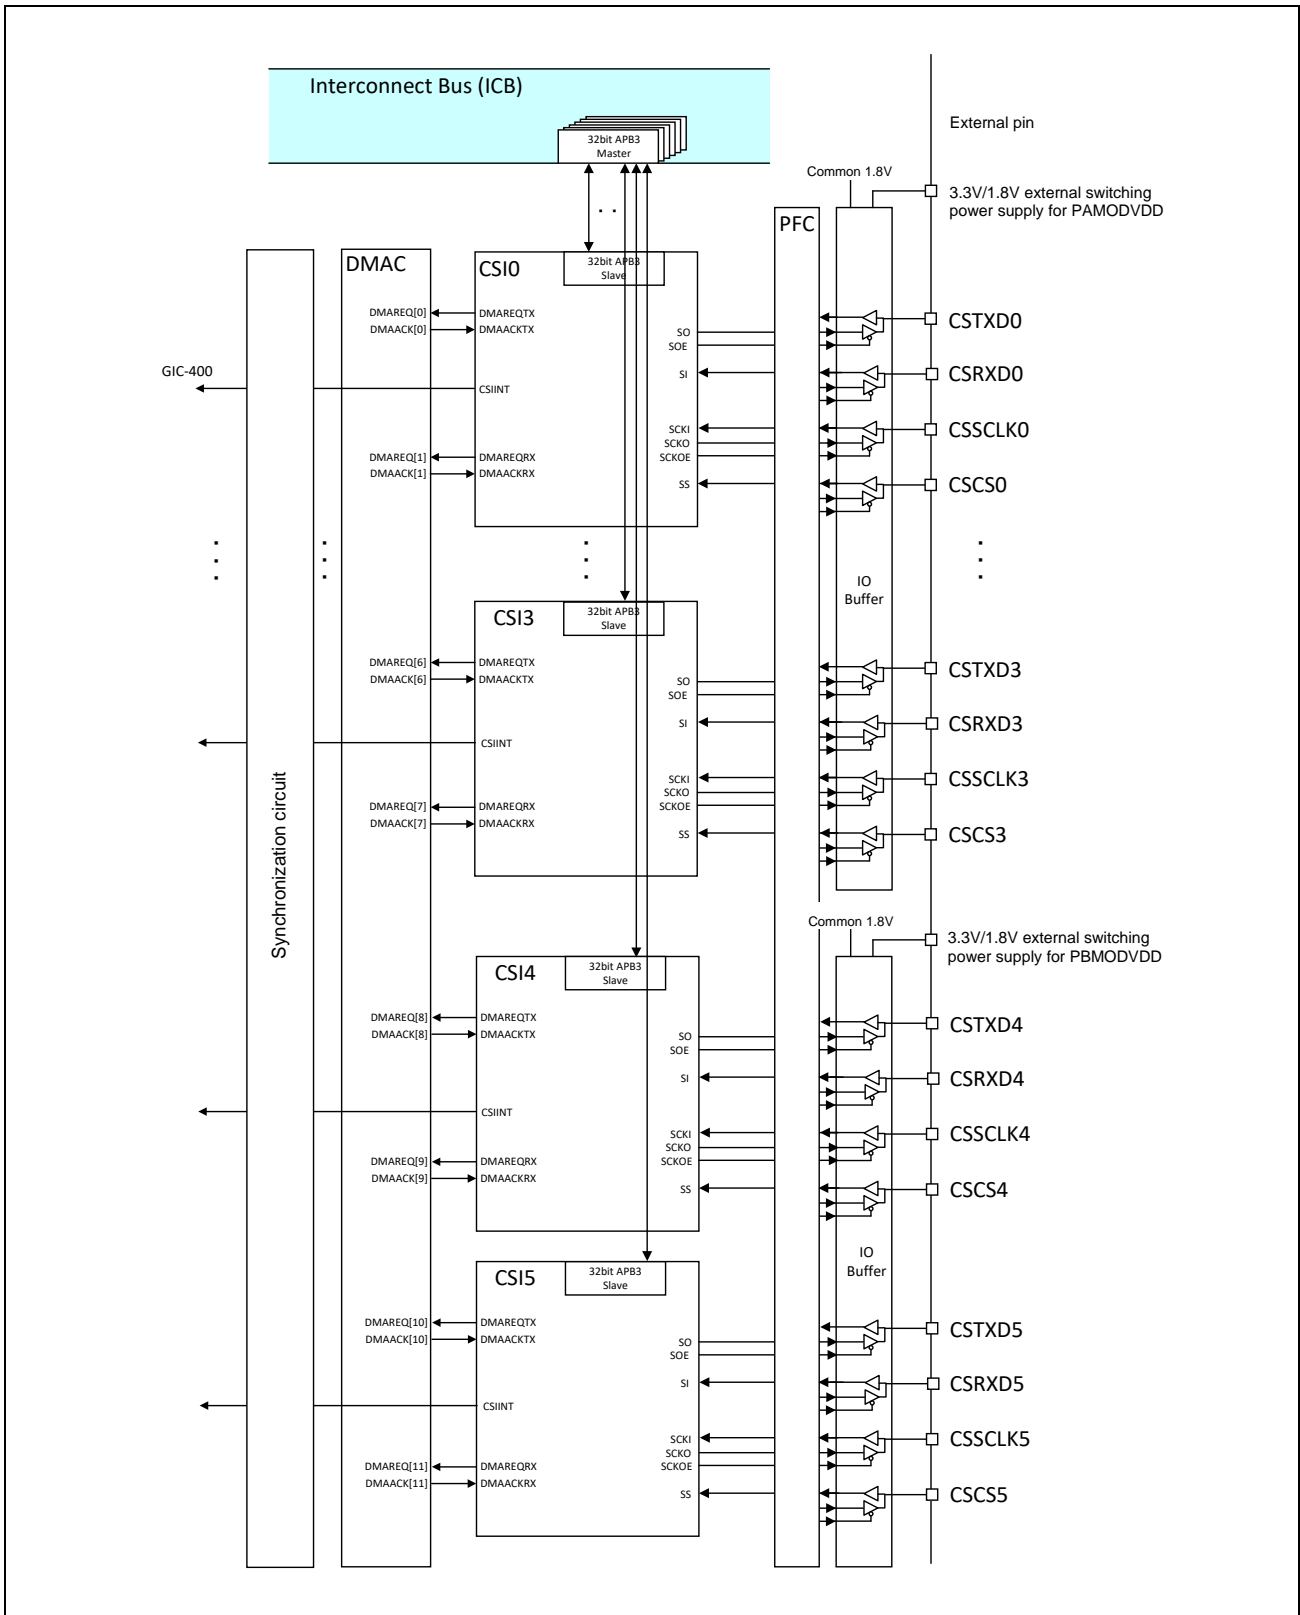 Interconnect Bus (ICB)
32bit APB3
Master
External pin
Common 1.8V
3.3V/1.8V external switching
power supply for PAMODVDD
PFC
DMAC
CSI0
32bit APB3
Slave
DMAREQ[0]
DMAREQTX
DMAACK[0]
DMAACKTX
SO
SOE
CSTXD0
GIC-400
CSIINT
SI
CSRXD0
SCKI
SCKO
SCKOE
CSSCLK0
DMAREQ[1]
DMAREQRX
DMAACK[1]
DMAACKRX
SS
CSCS0
IO
Buffer
CSI3
32bit APB3
Slave
DMAREQ[6]
DMAREQTX
DMAACK[6]
DMAACKTX
SO
SOE
CSTXD3
CSIINT
SI
CSRXD3
SCKI
SCKO
SCKOE
CSSCLK3
DMAREQ[7]
DMAREQRX
DMAACK[7]
DMAACKRX
SS
CSCS3
Synchronization circuit
Common 1.8V
3.3V/1.8V external switching
power supply for PBMODVDD
CSI4
32bit APB3
Slave
DMAREQ[8]
DMAREQTX
DMAACK[8]
DMAACKTX
SO
SOE
CSTXD4
SI
CSRXD4
CSIINT
SCKI
SCKO
SCKOE
CSSCLK4
DMAREQ[9]
DMAREQRX
DMAACK[9]
DMAACKRX
SS
CSCS4
IO
Buffer
CSI5
32bit APB3
Slave
DMAREQ[10]
DMAREQTX
DMAACK[10]
DMAACKTX
SO
SOE
CSTXD5
SI
CSRXD5
CSIINT
SCKI
SCKO
SCKOE
CSSCLK5
DMAREQ[11]
DMAREQRX
DMAACK[11]
DMAACKRX
SS
CSCS5